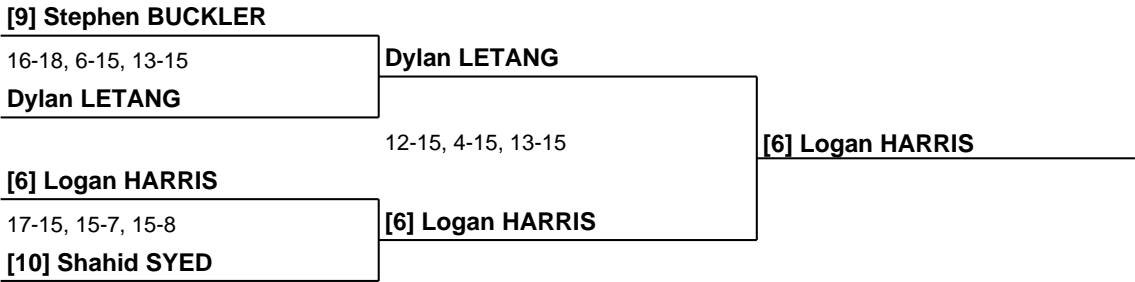 [9] Stephen BUCKLER
16-18, 6-15, 13-15
Dylan LETANG
Dylan LETANG
12-15, 4-15, 13-15
[6] Logan HARRIS
[6] Logan HARRIS
17-15, 15-7, 15-8
[6] Logan HARRIS
[10] Shahid SYED